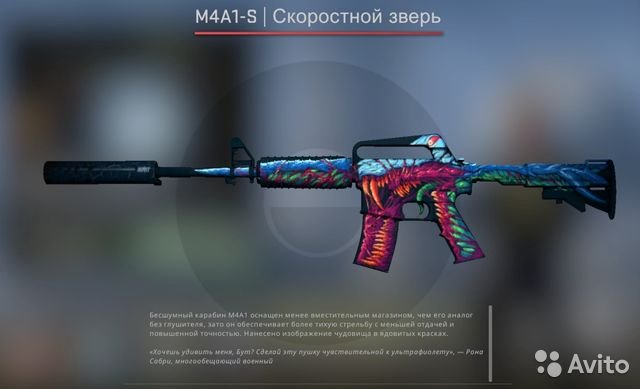 M4A1-S | Скоростной зверь
Бесшумный карабин M4A1 оснащен менее вместительным магазином, чем его аналог
без глушителя, зато он обеспечивает более тихую стрельбу с меньшей отдачей и
повышенной точностью. Нанесено изображение чудовища в ядовитых красках.
«Хочешь удивить меня, Бут? Сделай эту пушку чувствительной к ультрафиолету», — Рона
Сабри, многообещающий военный
Avito